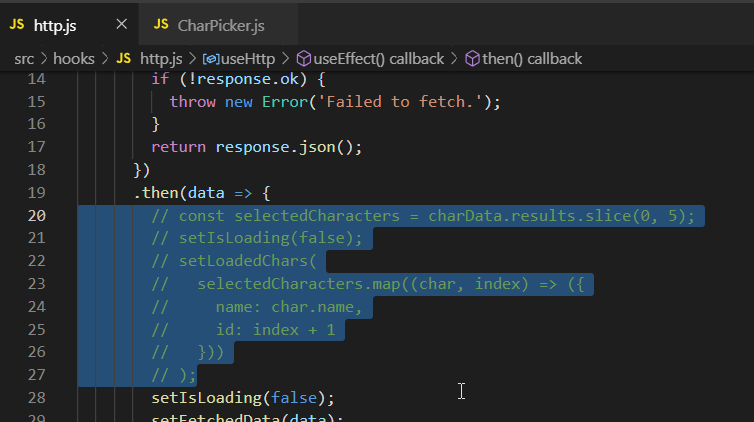 JS http.js × JS CharPicker.js
src > hooks > JS http.js > useHttp > useEffect() callback > then() callback
14 if (!response.ok) {
15 throw new Error('Failed to fetch.');
16 }
17 return response.json();
18 })
19 .then(data => {
20 // const selectedCharacters = charData.results.slice(0, 5);
21 // setIsLoading(false);
22 // setLoadedChars(
23 //   selectedCharacters.map((char, index) => ({
24 //     name: char.name,
25 //     id: index + 1
26 //   }))
27 // );
28 setIsLoading(false);
29 setFetchedData(data);